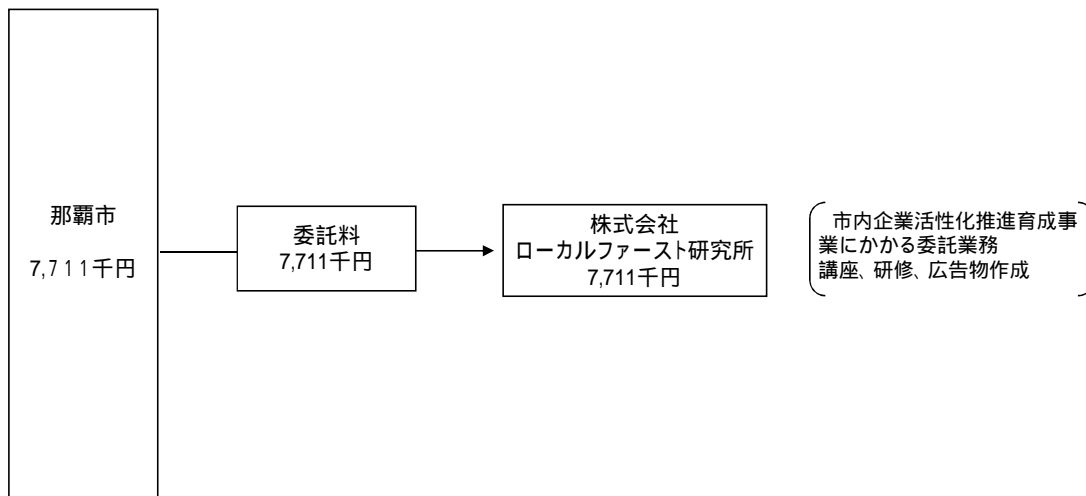 那覇市
7,711千円
委託料
7,711千円
株式会社
ローカルファースト研究所
7,711千円
市内企業活性化推進育成事
業にかかる委託業務
講座、研修、広告物作成